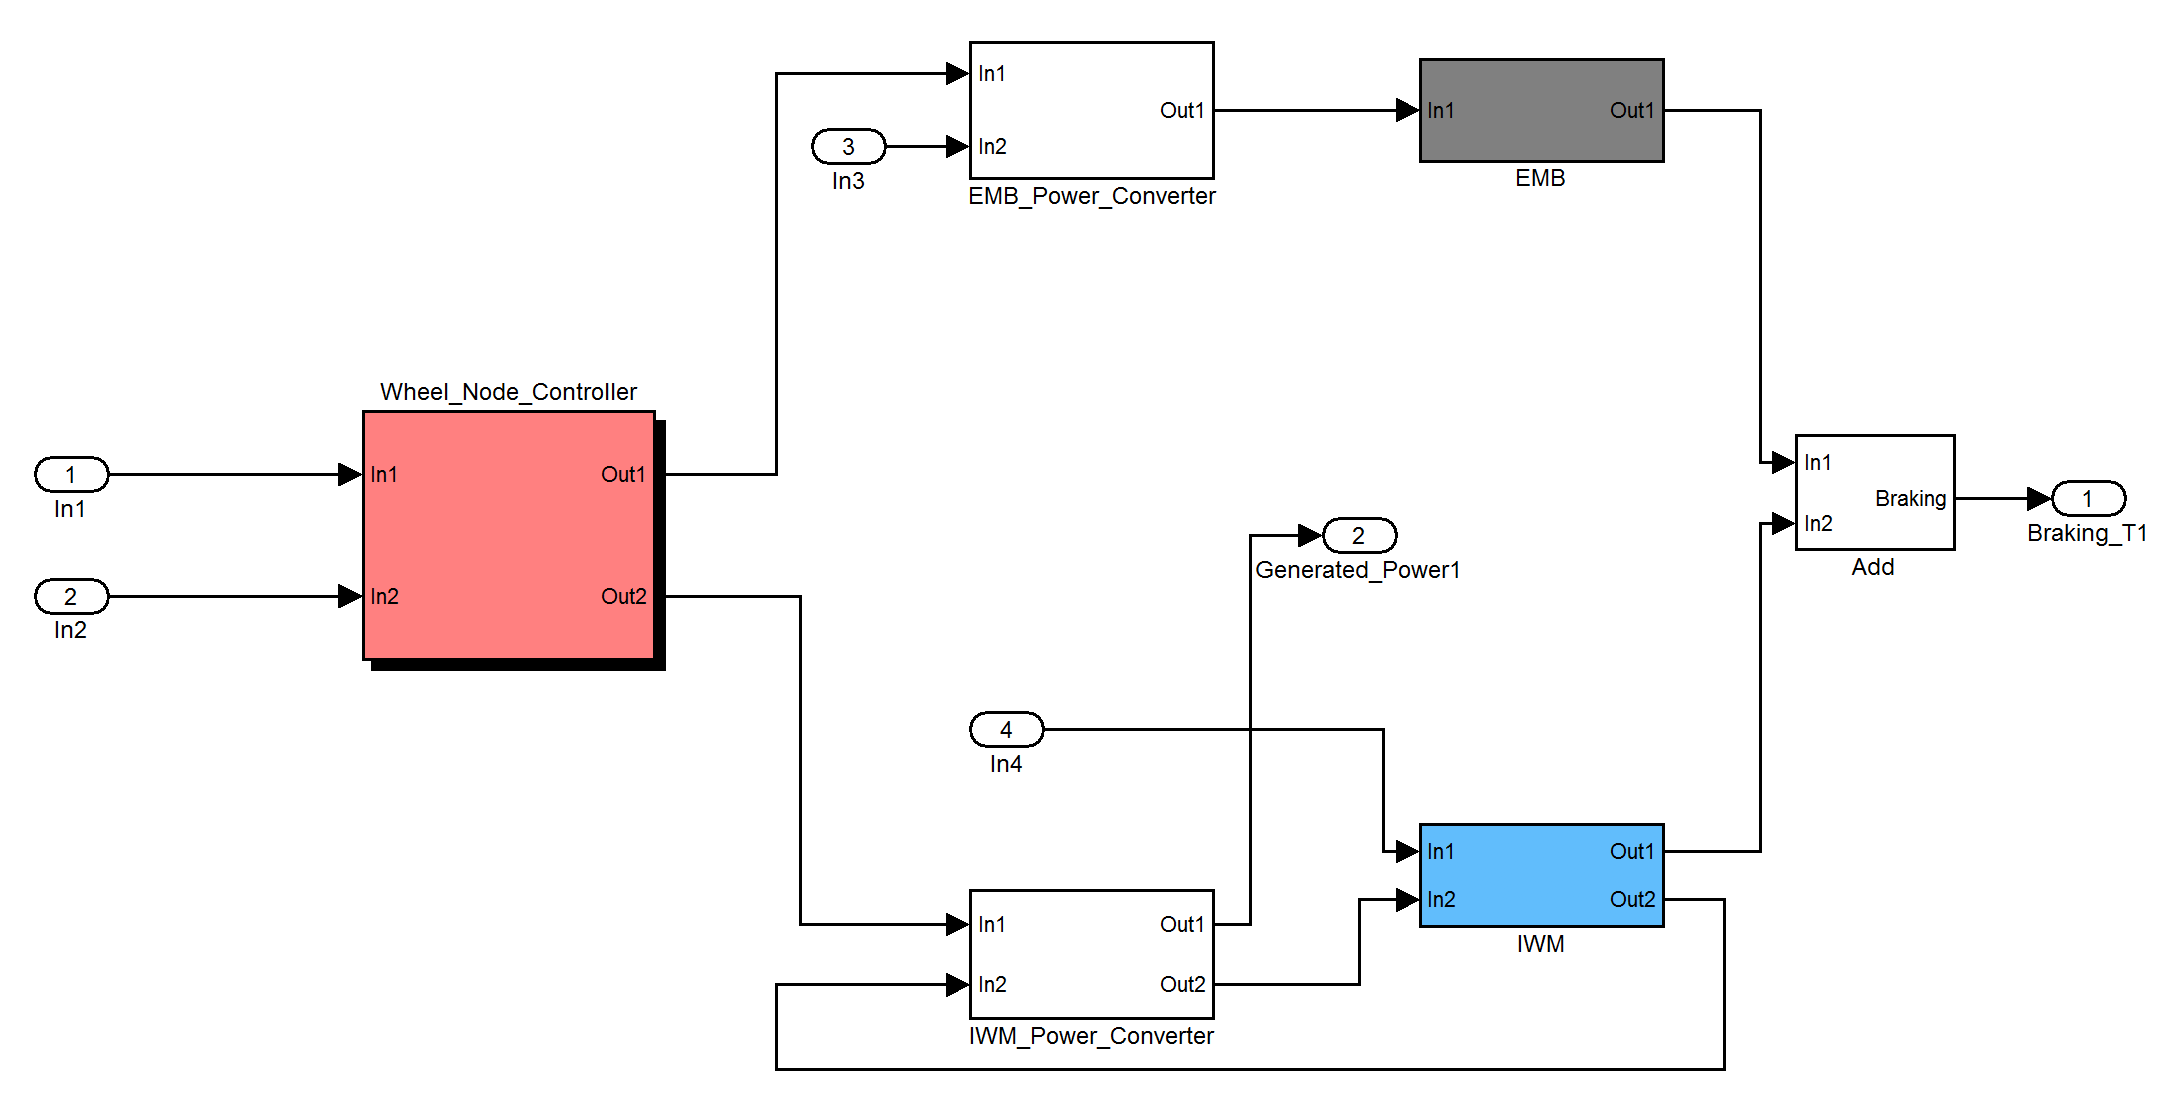 In1
In2
Out1
EMB_Power_Converter
3
In3
In1
Out1
EMB
Wheel_Node_Controller
In1
In2
Out1
Out2
1
In1
2
In2
In1
In2
Braking
Add
1
Braking_T1
2
Generated_Power1
4
In4
In1
In2
Out1
Out2
IWM
In1
In2
Out1
Out2
IWM_Power_Converter